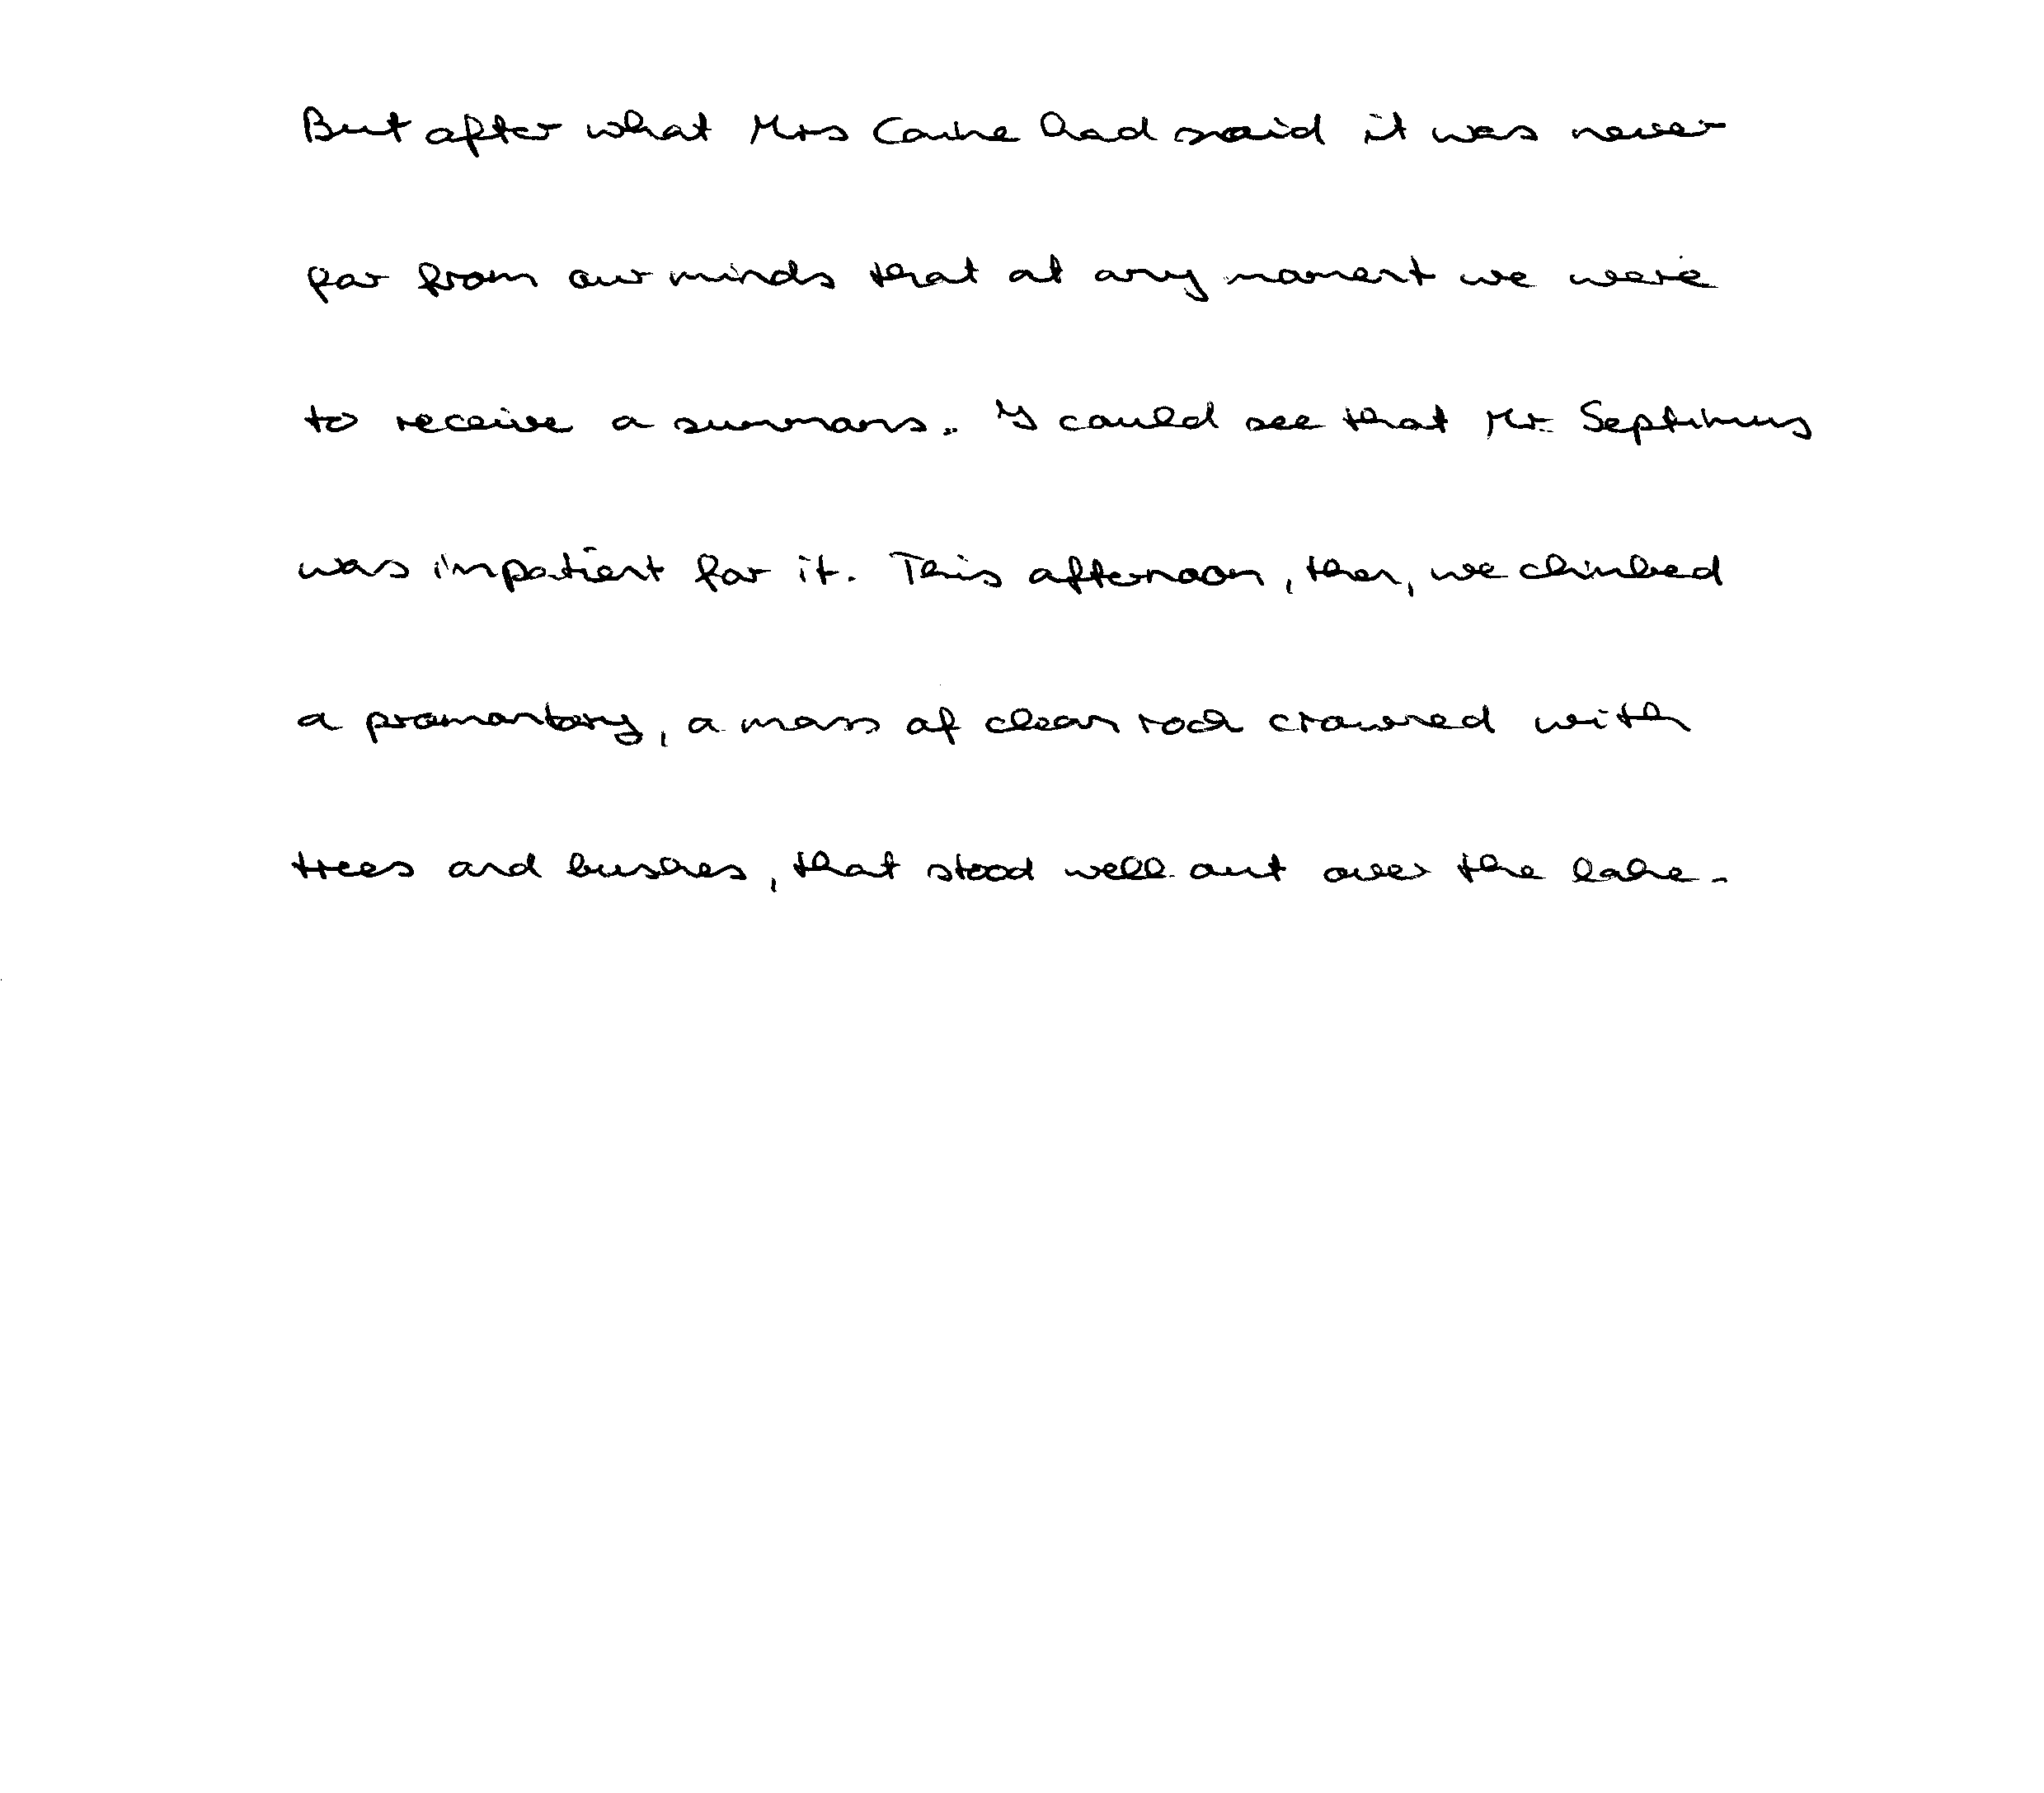 But after what Mrs Caine had said it was never
far from our minds that at any moment we were
to receive a summons. I could see that Mr. Septimus
was impatient for it. This afternoon, then, we climbed
a promontory, a mass of clean rock crowned with
trees and bushes, that stood well out over the lake.